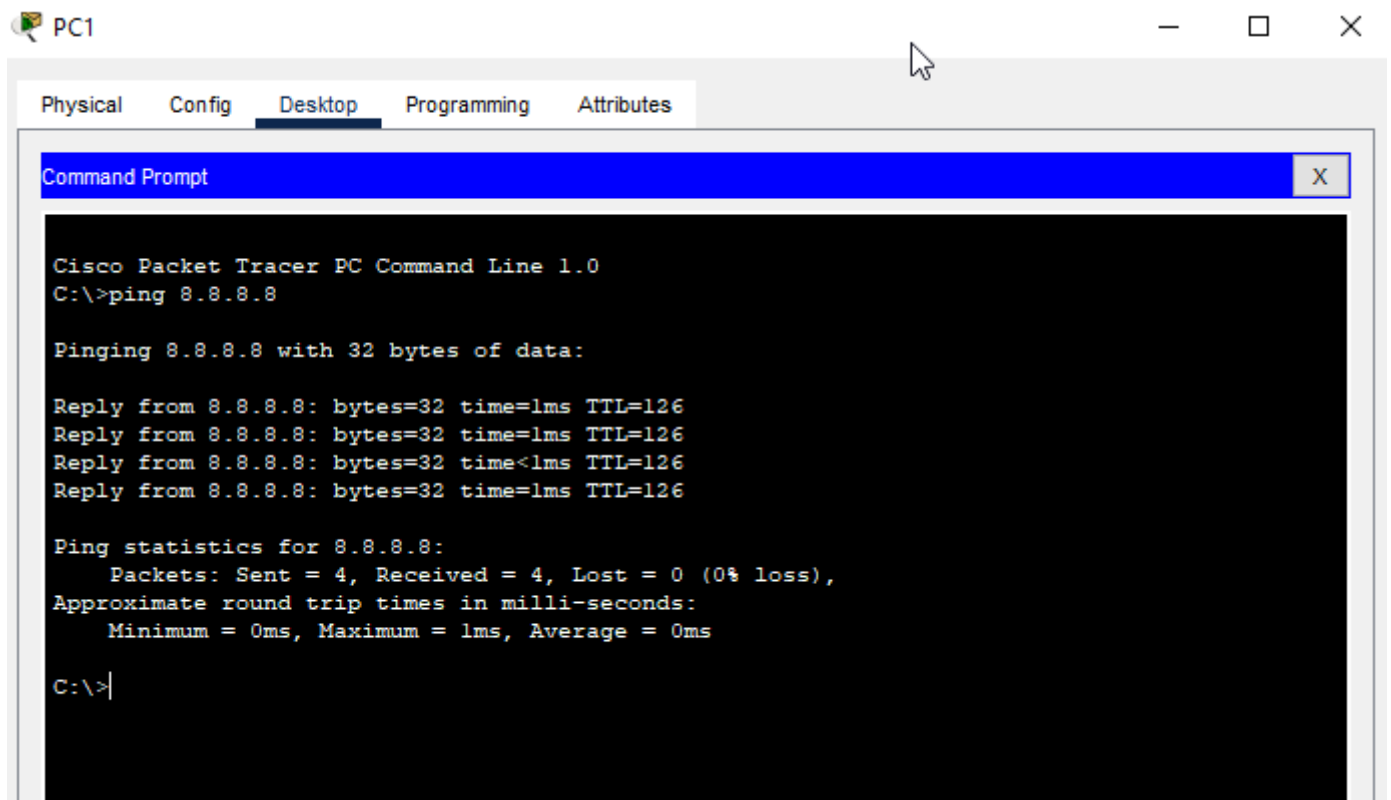 PC1
Physical Config Desktop Programming Attributes
Command Prompt X
Cisco Packet Tracer PC Command Line 1.0
C:\>ping 8.8.8.8
Pinging 8.8.8.8 with 32 bytes of data:
Reply from 8.8.8.8: bytes=32 time=1ms TTL=126
Reply from 8.8.8.8: bytes=32 time=1ms TTL=126
Reply from 8.8.8.8: bytes=32 time<1ms TTL=126
Reply from 8.8.8.8: bytes=32 time=1ms TTL=126
Ping statistics for 8.8.8.8:
Packets: Sent = 4, Received = 4, Lost = 0 (0% loss),
Approximate round trip times in milli-seconds:
Minimum = 0ms, Maximum = 1ms, Average = 0ms
C:\>